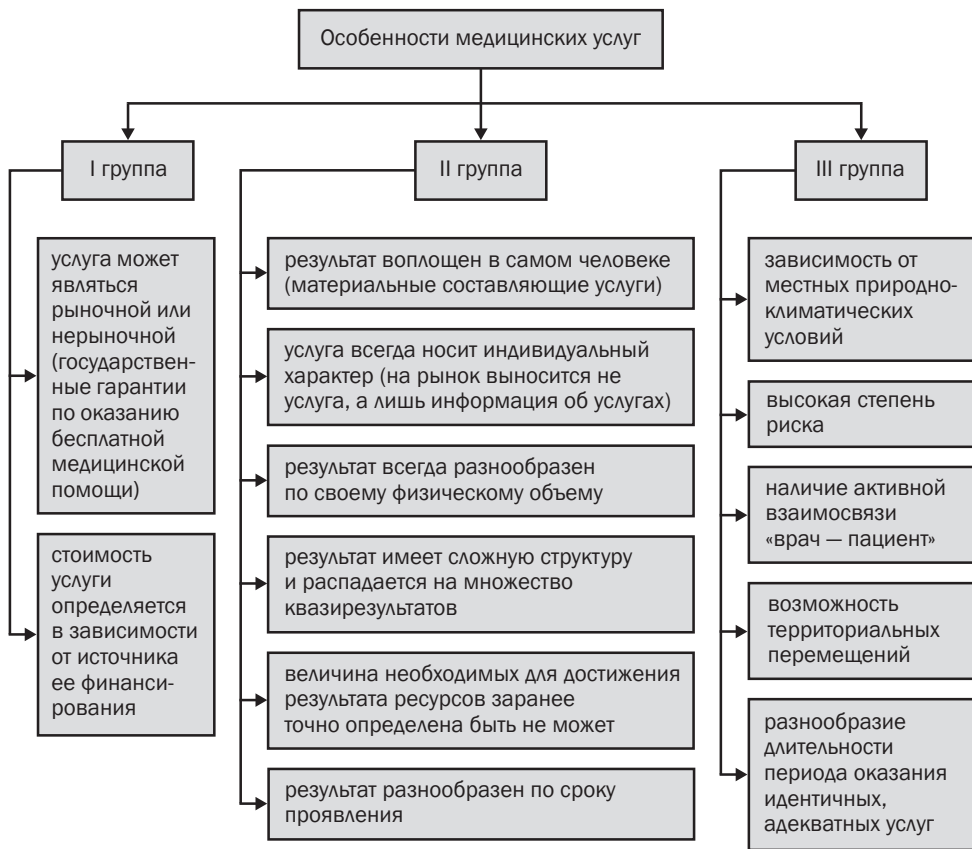 Особенности медицинских услуг
I группа
услуга может
являться
рыночной или
нерыночной
(государствен-
ные гарантии
по оказанию
бесплатной
медицинской
помощи)
стоимость
услуги
определяется
в зависимости
от источника
ее финанси-
рования
II группа
результат воплощен в самом человеке
(материальные составляющие услуги)
услуга всегда носит индивидуальный
характер (на рынок выносится не
услуга, а лишь информация об услугах)
результат всегда разнообразен
по своему физическому объему
результат имеет сложную структуру
и распадается на множество
квазирезультатов
величина необходимых для достижения
результата ресурсов заранее
точно определена быть не может
результат разнообразен по сроку
проявления
III группа
зависимость от
местных природно-
климатических
условий
высокая степень
риска
наличие активной
взаимосвязи
«врач — пациент»
возможность
территориальных
перемещений
разнообразие
длительности
периода оказания
идентичных,
адекватных услуг